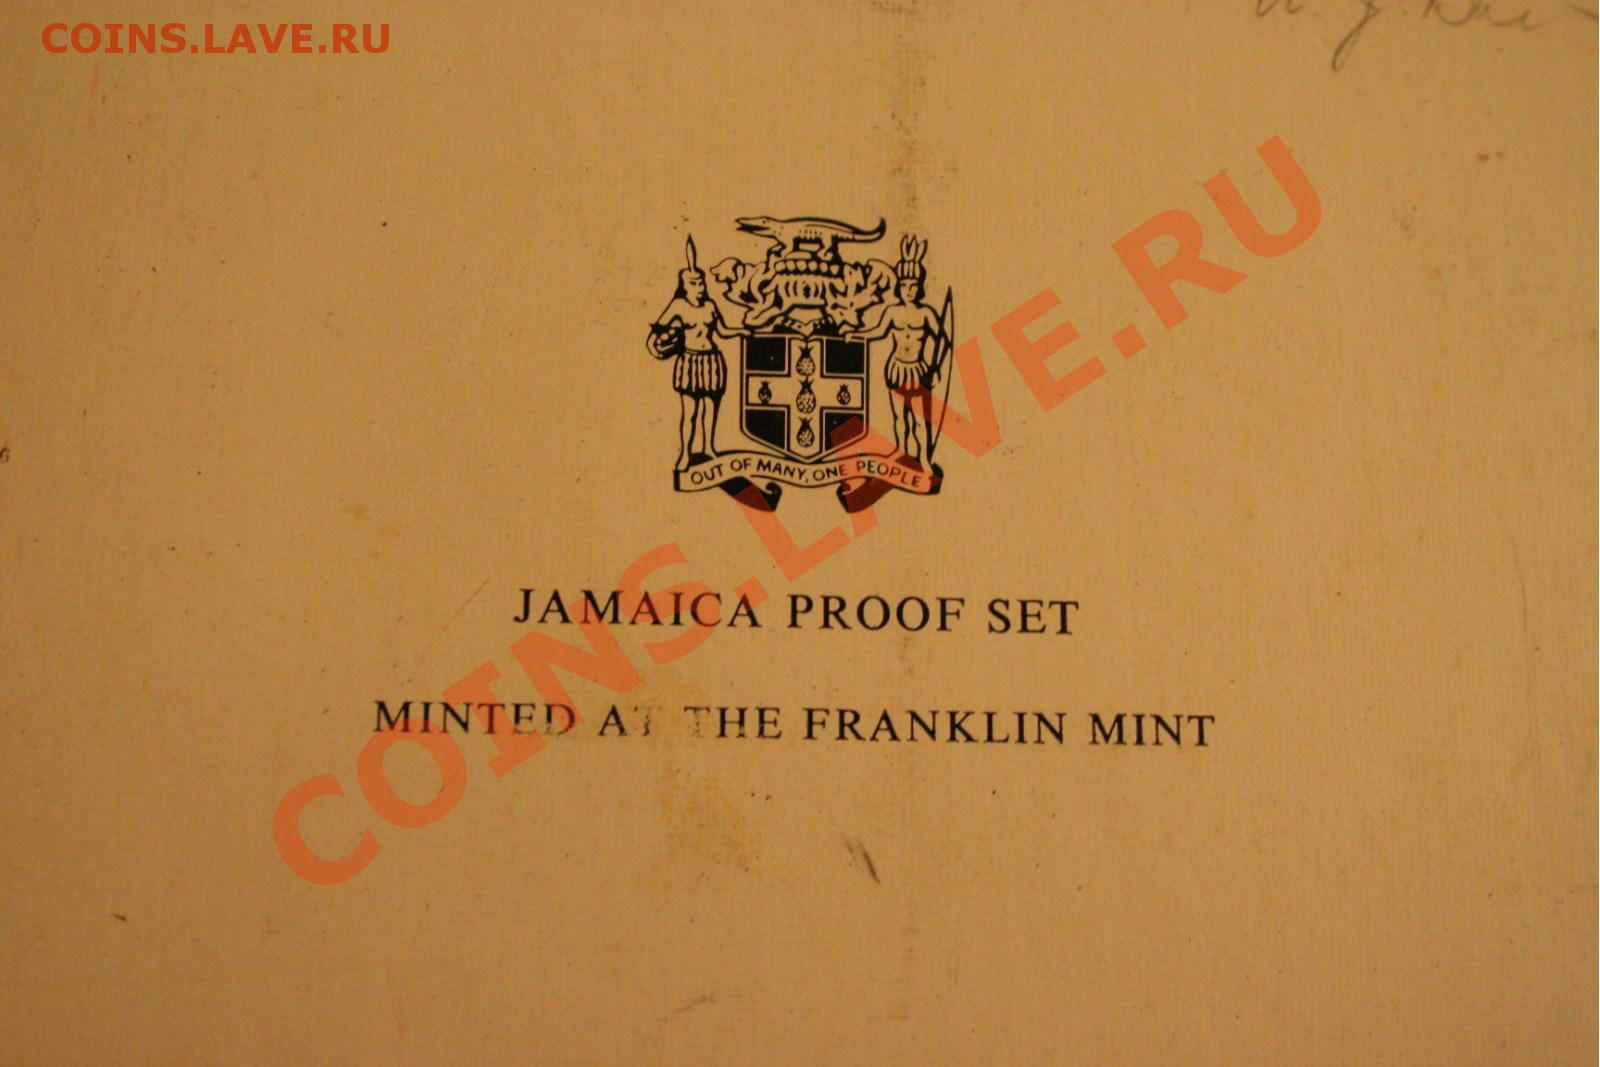 COINS.LAVE.RU
OUT OF MANY, ONE PEOPLE
JAMAICA PROOF SET
MINTED AT THE FRANKLIN MINT
COINS.LAVE.RU